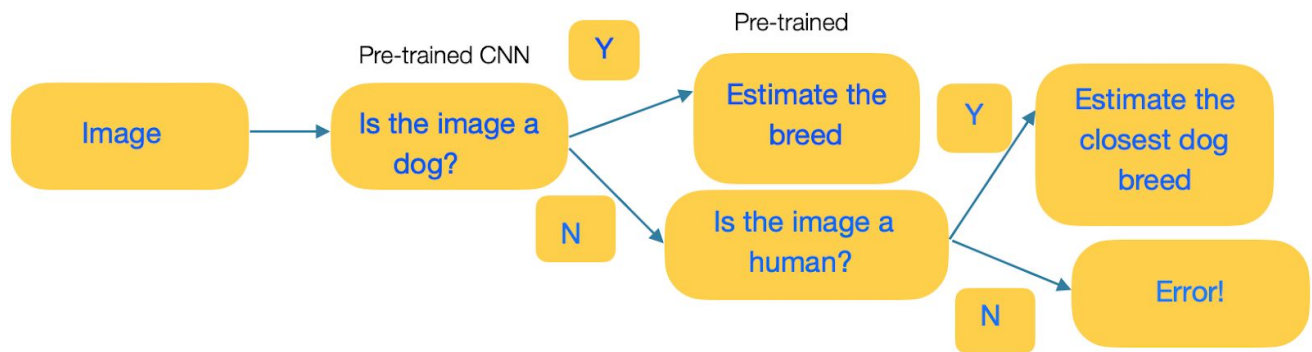 Pre-trained
Y
Pre-trained CNN
Image
Is the image a
dog?
Estimate the
breed
Y
Estimate the
closest dog
breed
N
Is the image a
human?
N
Error!